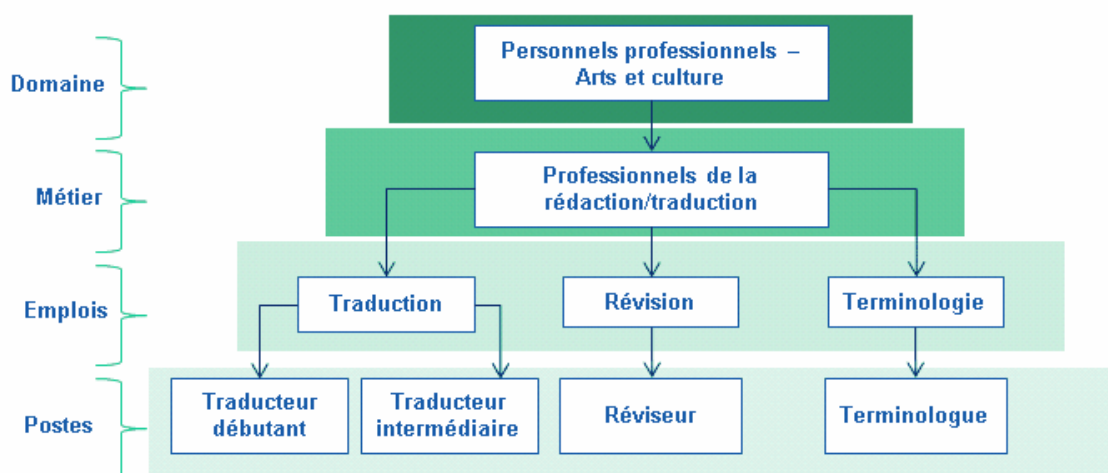 Personnels professionnels –
Arts et culture
Domaine
Métier
Professionnels de la
rédaction/traduction
Emplois
Traduction
Révision
Terminologie
Postes
Traducteur
débutant
Traducteur
intermédiaire
Réviseur
Terminologue